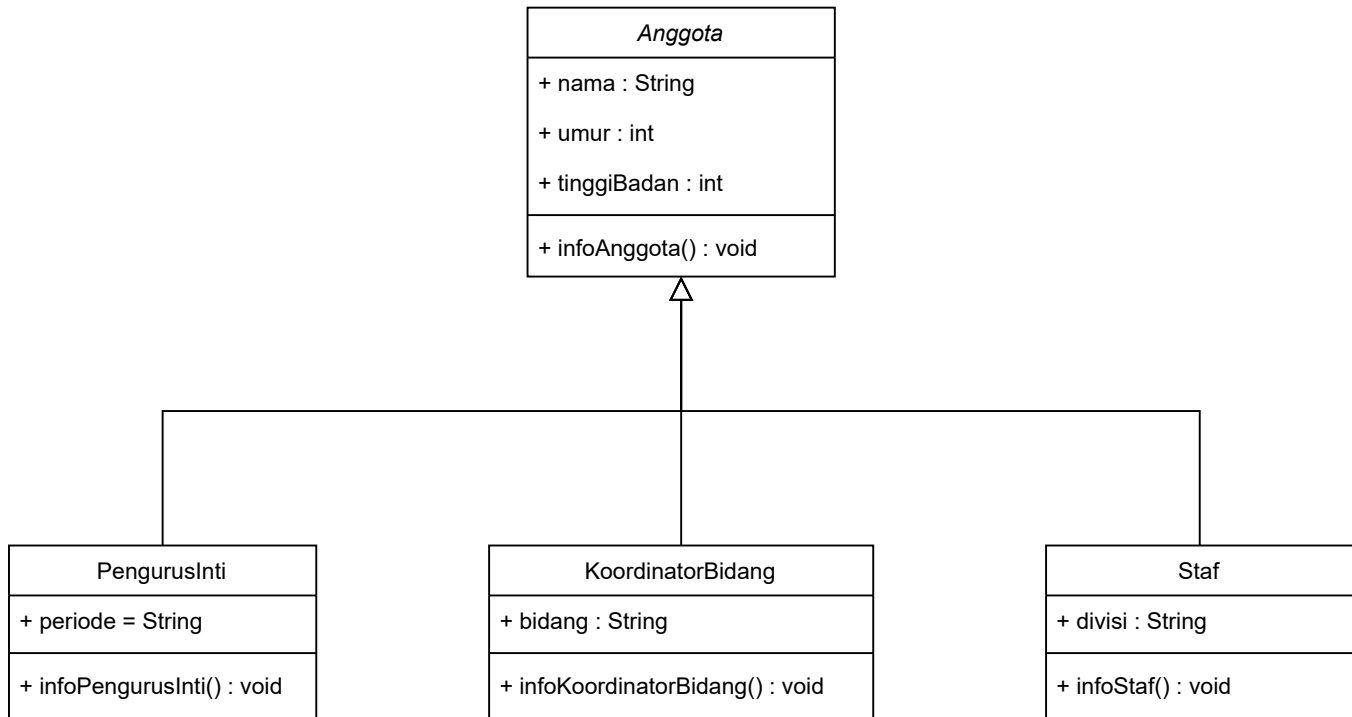 Anggota
+ nama : String
+ umur : int
+ tinggiBadan : int
+ infoAnggota() : void
PengurusInti
+ periode = String
+ infoPengurusInti() : void
KoordinatorBidang
+ bidang : String
+ infoKoordinatorBidang() : void
Staf
+ divisi : String
+ infoStaf() : void